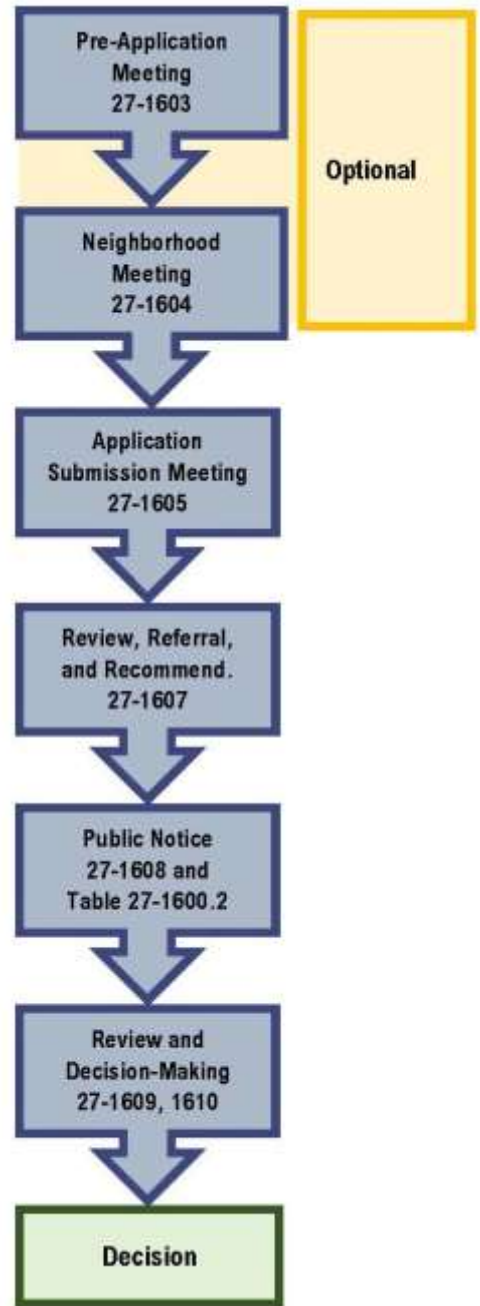 Pre-Application
Meeting
27-1603
Optional
Neighborhood
Meeting
27-1604
Application
Submission Meeting
27-1605
Review, Referral,
and Recommend.
27-1607
Public Notice
27-1608 and
Table 27-1600.2
Review and
Decision-Making
27-1609, 1610
Decision